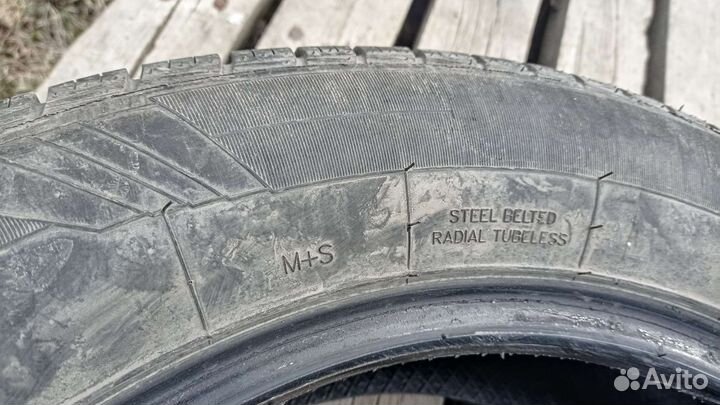 M+S
STEEL BELTED
RADIAL TUBELESS
Avito